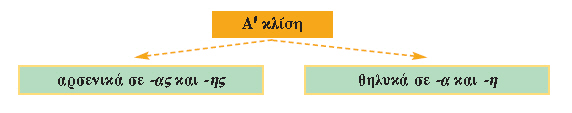 Α' κλίση
αρσενικά σε -ας και -ης
θηλυκά σε -α και -η